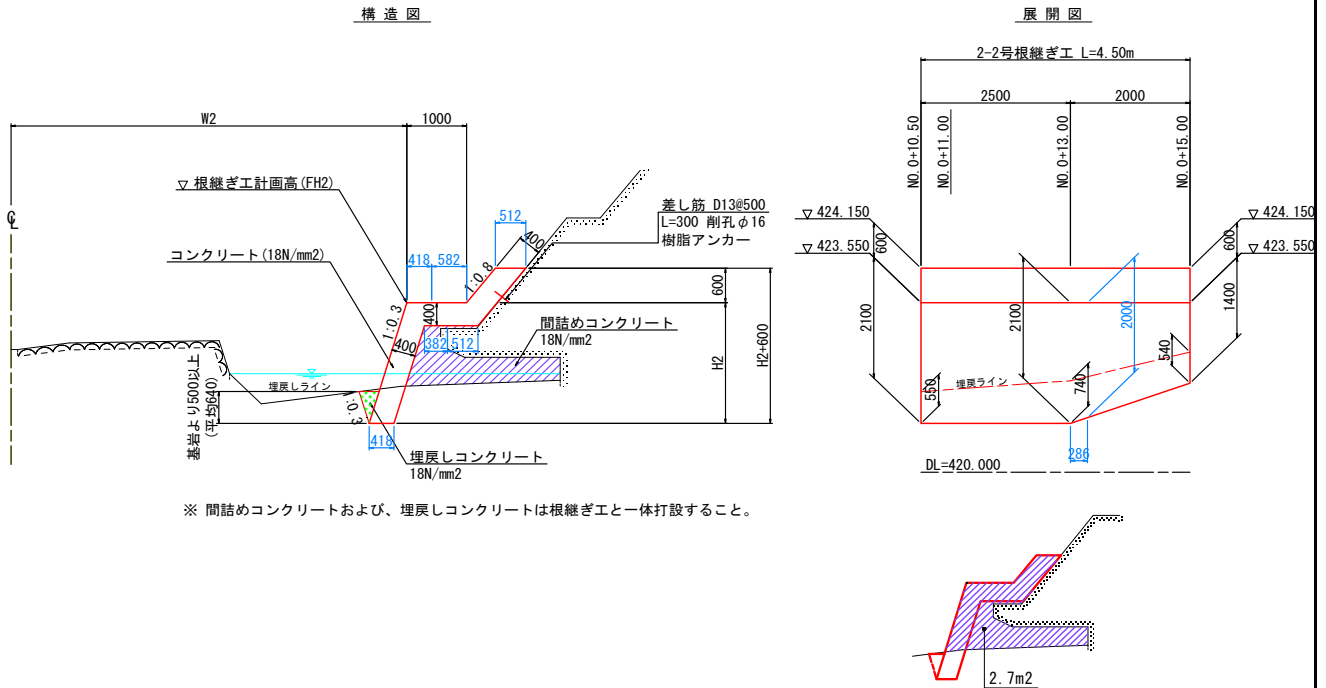 構造図
W2
1000
▽ 根継ぎ工計画高(FH2)
℄
コンクリート(18N/mm2)
418
582
512
400
1:0.8
差し筋 D13@500
L=300 削孔φ16
樹脂アンカー
1:0.3
400
400
382
512
間詰めコンクリート
18N/mm2
600
H2
H2+600
埋戻しライン
1:0.3
基岩より500以上
(平均640)
418
埋戻しコンクリート
18N/mm2
※ 間詰めコンクリートおよび、埋戻しコンクリートは根継ぎ工と一体打設すること。
展開図
2-2号根継ぎ工 L=4.50m
2500
2000
NO.0+10.50
NO.0+11.00
NO.0+13.00
NO.0+15.00
▽ 424.150
▽ 423.550
600
2100
2100
2000
▽ 424.150
▽ 423.550
600
1400
550
埋戻ライン
740
540
286
DL=420.000
2.7m2